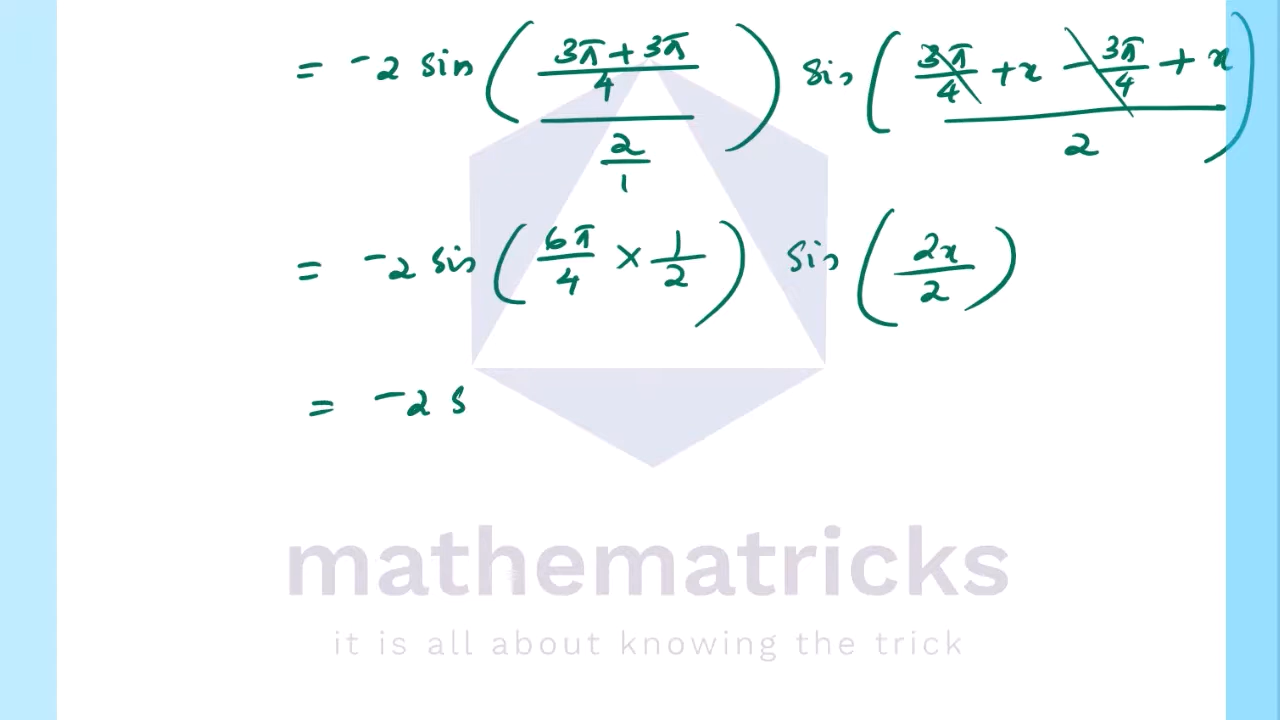 = -2 sin ( ((3π + 3π)/4) / (2/1) ) sin ( (3π/4 + x - 3π/4 + x) / 2 )
= -2 sin ( 6π/4 × 1/2 ) sin ( 2x/2 )
= -2 s
mathematricks
it is all about knowing the trick